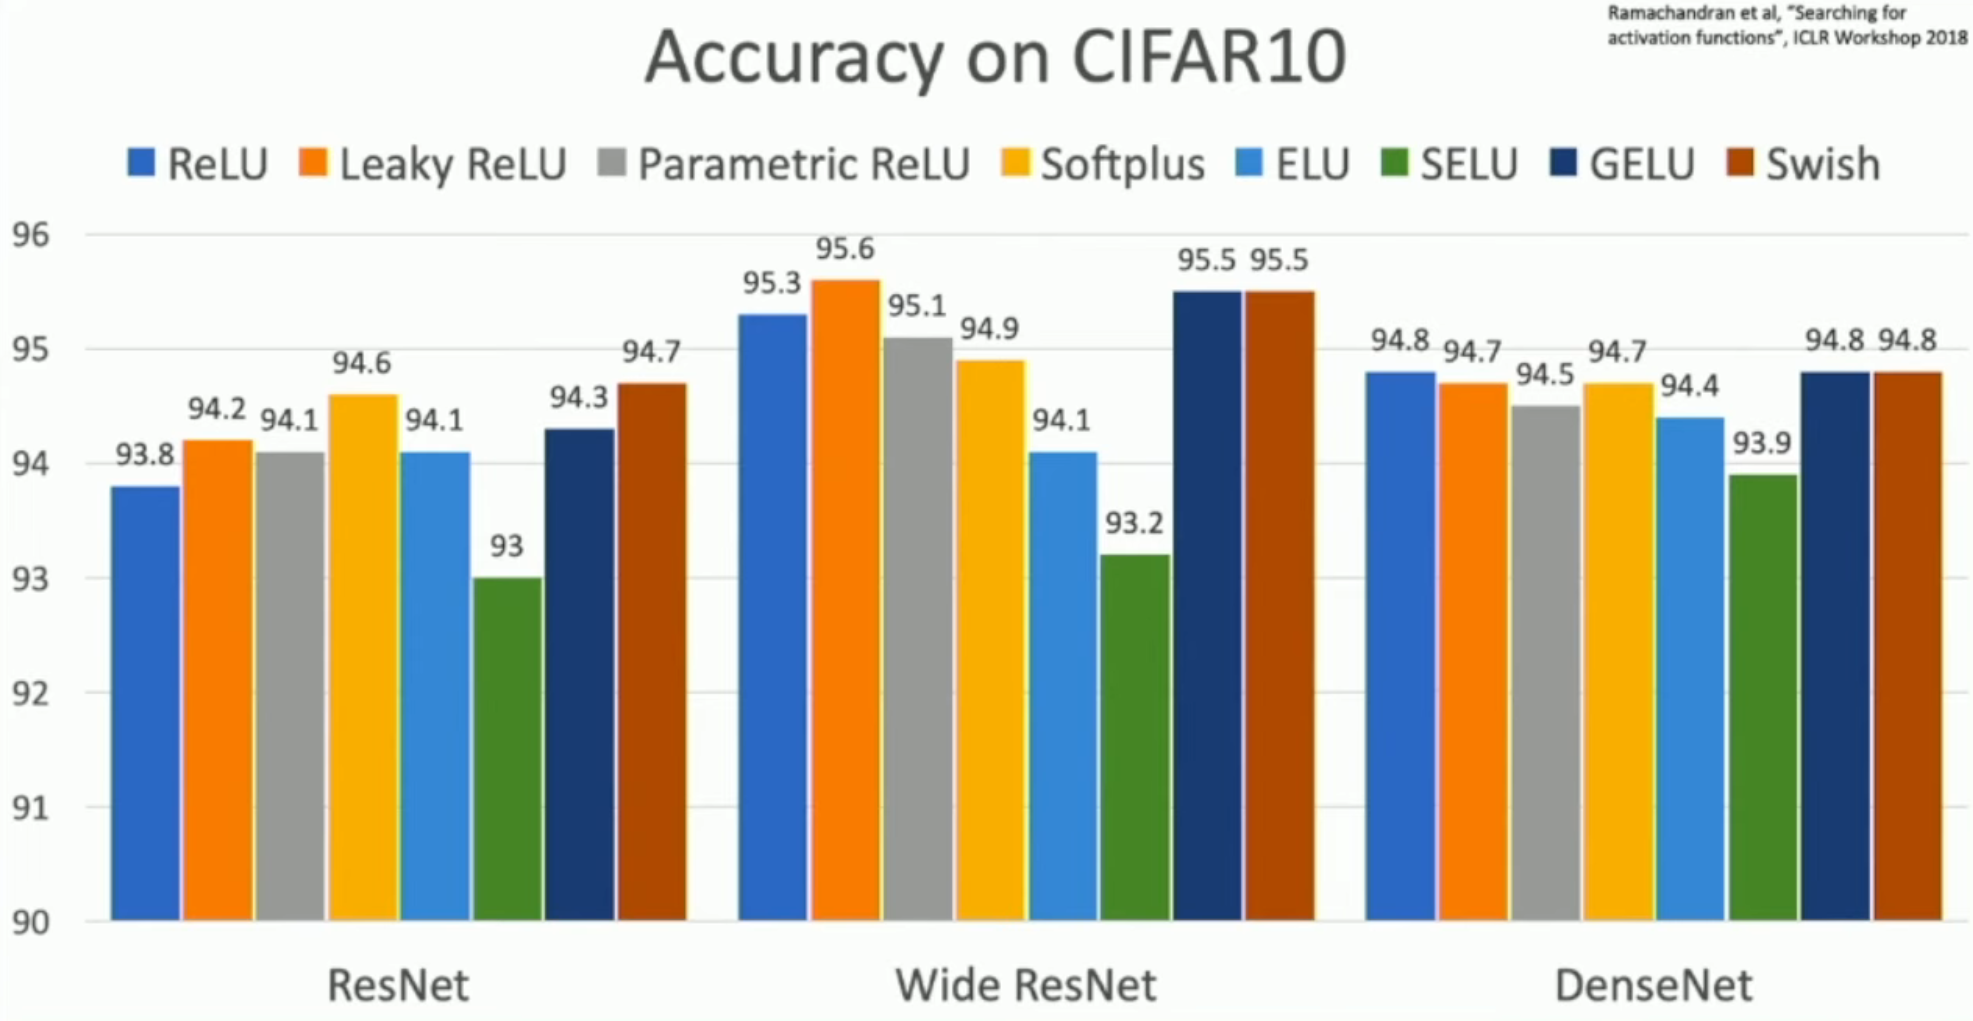 Accuracy on CIFAR10
Ramachandran et al, "Searching for
activation functions", ICLR Workshop 2018
ReLU Leaky ReLU Parametric ReLU Softplus ELU SELU GELU Swish
96
95
94
93
92
91
90
93.8 94.2 94.1 94.6 94.1 93 94.3 94.7
95.3 95.6 95.1 94.9 94.1 93.2 95.5 95.5
94.8 94.7 94.5 94.7 94.4 93.9 94.8 94.8
ResNet Wide ResNet DenseNet